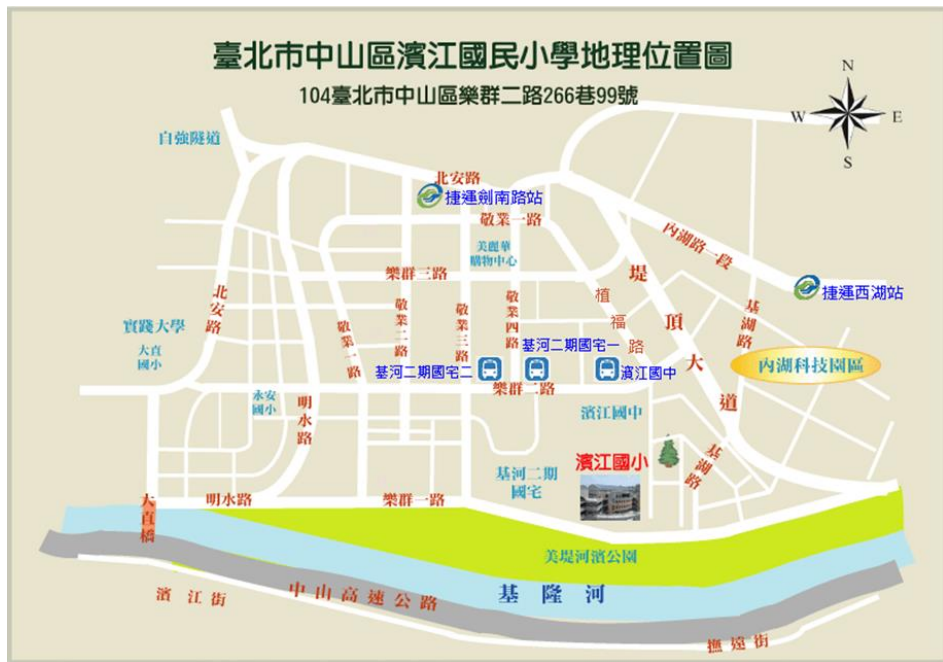 臺北市中山區濱江國民小學地理位置圖
104臺北市中山區樂群二路266巷99號
N
W
E
S
自強隧道
北安路
捷運劍南路站
敬業一路
美麗華
購物中心
內湖路一段
樂群三路
堤頂大道
捷運西湖站
北安路
敬業一路
敬業二路
敬業三路
敬業四路
植福路
基湖路
實踐大學
大直
國小
基河二期國宅二
基河二期國宅一
濱江國中
內湖科技園區
樂群二路
永安
國小
明水路
濱江國中
基河二期
國宅
濱江國小
基湖路
大直橋
明水路
樂群一路
美堤河濱公園
濱江街
中山高速公路
基隆河
撫遠街